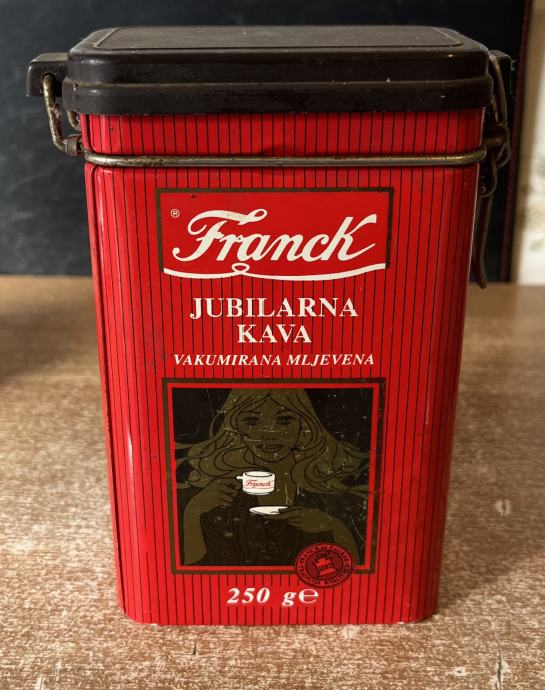 ®
Franck
JUBILARNA
KAVA
VAKUMIRANA MLJEVENA
Franck
250 g℮